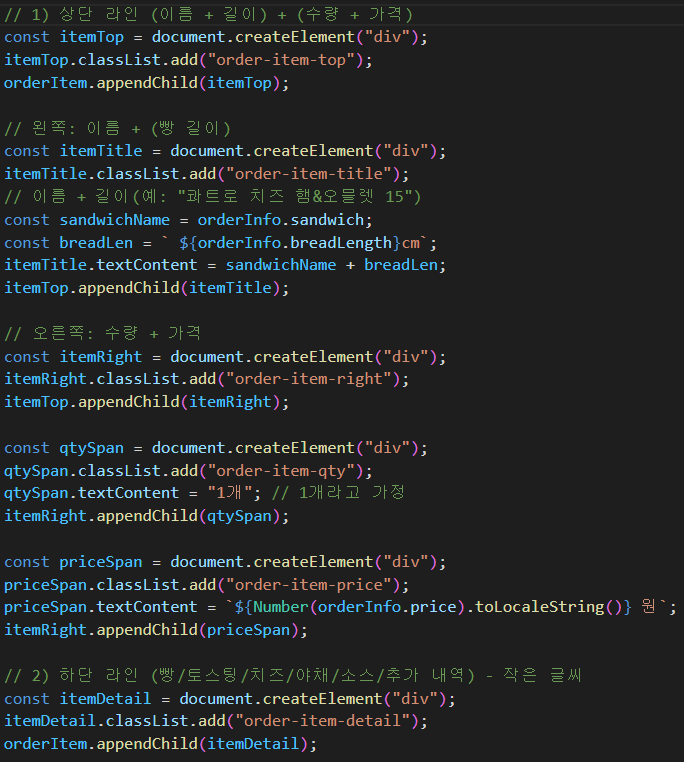 // 1) 상단 라인 (이름 + 길이) + (수량 + 가격)
const itemTop = document.createElement("div");
itemTop.classList.add("order-item-top");
orderItem.appendChild(itemTop);

// 왼쪽: 이름 + (빵 길이)
const itemTitle = document.createElement("div");
itemTitle.classList.add("order-item-title");
// 이름 + 길이(예: "콰트로 치즈 햄&오믈렛 15")
const sandwichName = orderInfo.sandwich;
const breadLen = ` ${orderInfo.breadLength}cm`;
itemTitle.textContent = sandwichName + breadLen;
itemTop.appendChild(itemTitle);

// 오른쪽: 수량 + 가격
const itemRight = document.createElement("div");
itemRight.classList.add("order-item-right");
itemTop.appendChild(itemRight);

const qtySpan = document.createElement("div");
qtySpan.classList.add("order-item-qty");
qtySpan.textContent = "1개"; // 1개라고 가정
itemRight.appendChild(qtySpan);

const priceSpan = document.createElement("div");
priceSpan.classList.add("order-item-price");
priceSpan.textContent = `${Number(orderInfo.price).toLocaleString()} 원`;
itemRight.appendChild(priceSpan);

// 2) 하단 라인 (빵/토스팅/치즈/야채/소스/추가 내역) - 작은 글씨
const itemDetail = document.createElement("div");
itemDetail.classList.add("order-item-detail");
orderItem.appendChild(itemDetail);